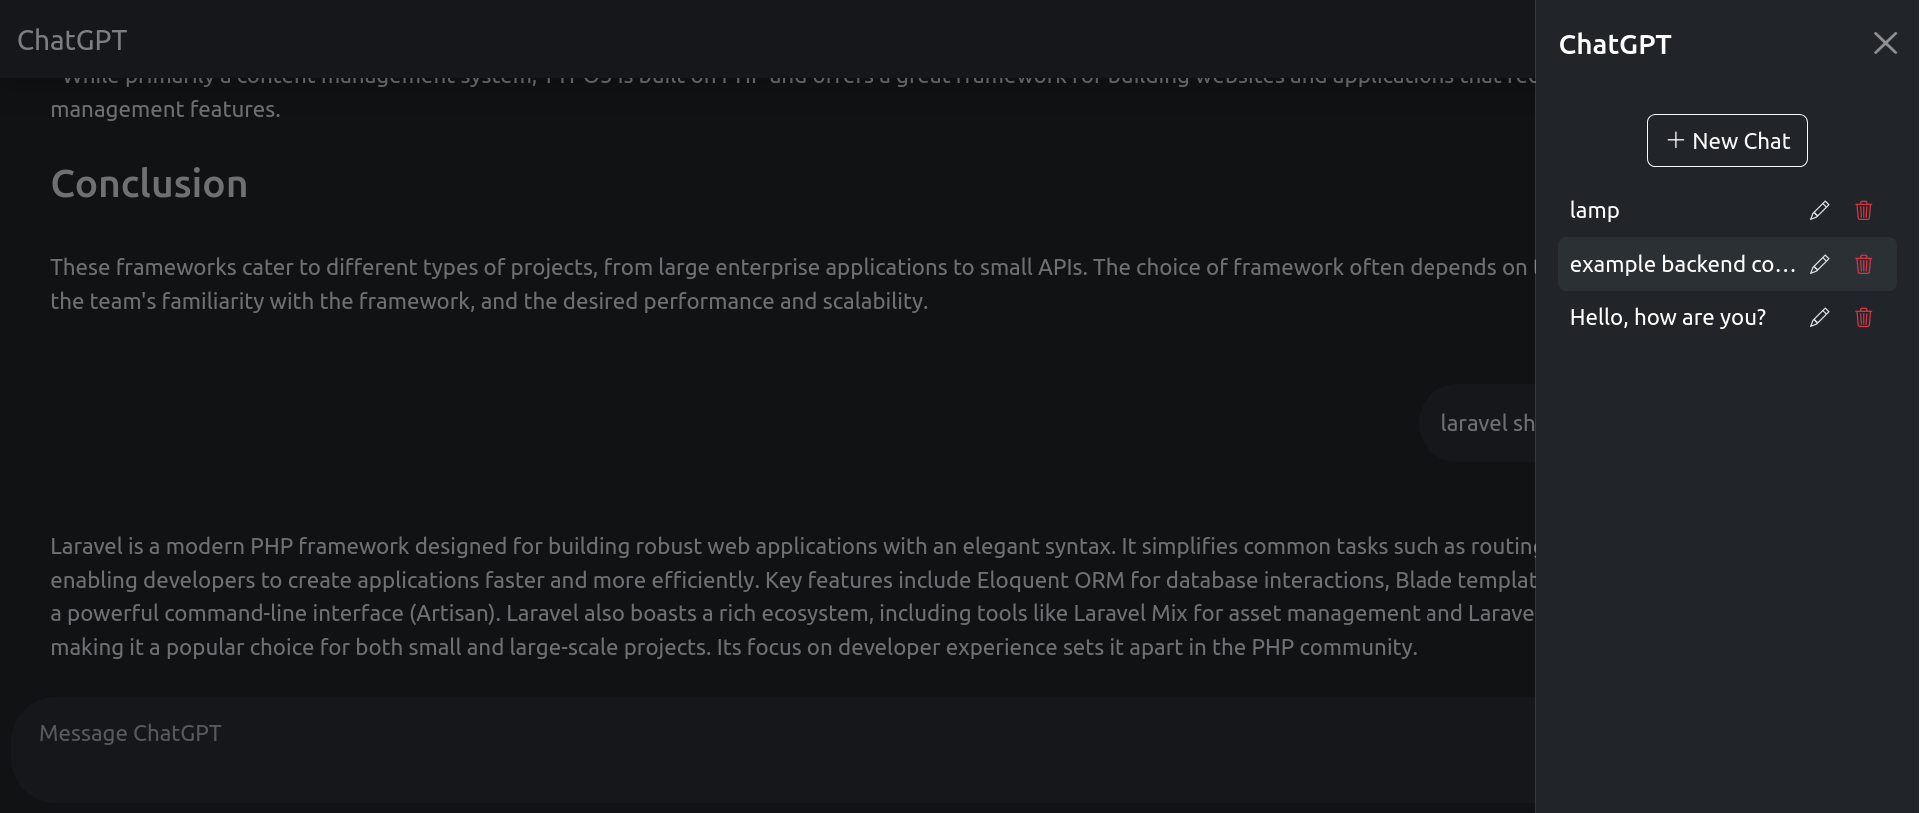 ChatGPT
management features.
Conclusion
These frameworks cater to different types of projects, from large enterprise applications to small APIs. The choice of framework often depends on
the team's familiarity with the framework, and the desired performance and scalability.
laravel sh
Laravel is a modern PHP framework designed for building robust web applications with an elegant syntax. It simplifies common tasks such as routing
enabling developers to create applications faster and more efficiently. Key features include Eloquent ORM for database interactions, Blade templat
a powerful command-line interface (Artisan). Laravel also boasts a rich ecosystem, including tools like Laravel Mix for asset management and Larave
making it a popular choice for both small and large-scale projects. Its focus on developer experience sets it apart in the PHP community.
Message ChatGPT
ChatGPT
New Chat
lamp
example backend co...
Hello, how are you?